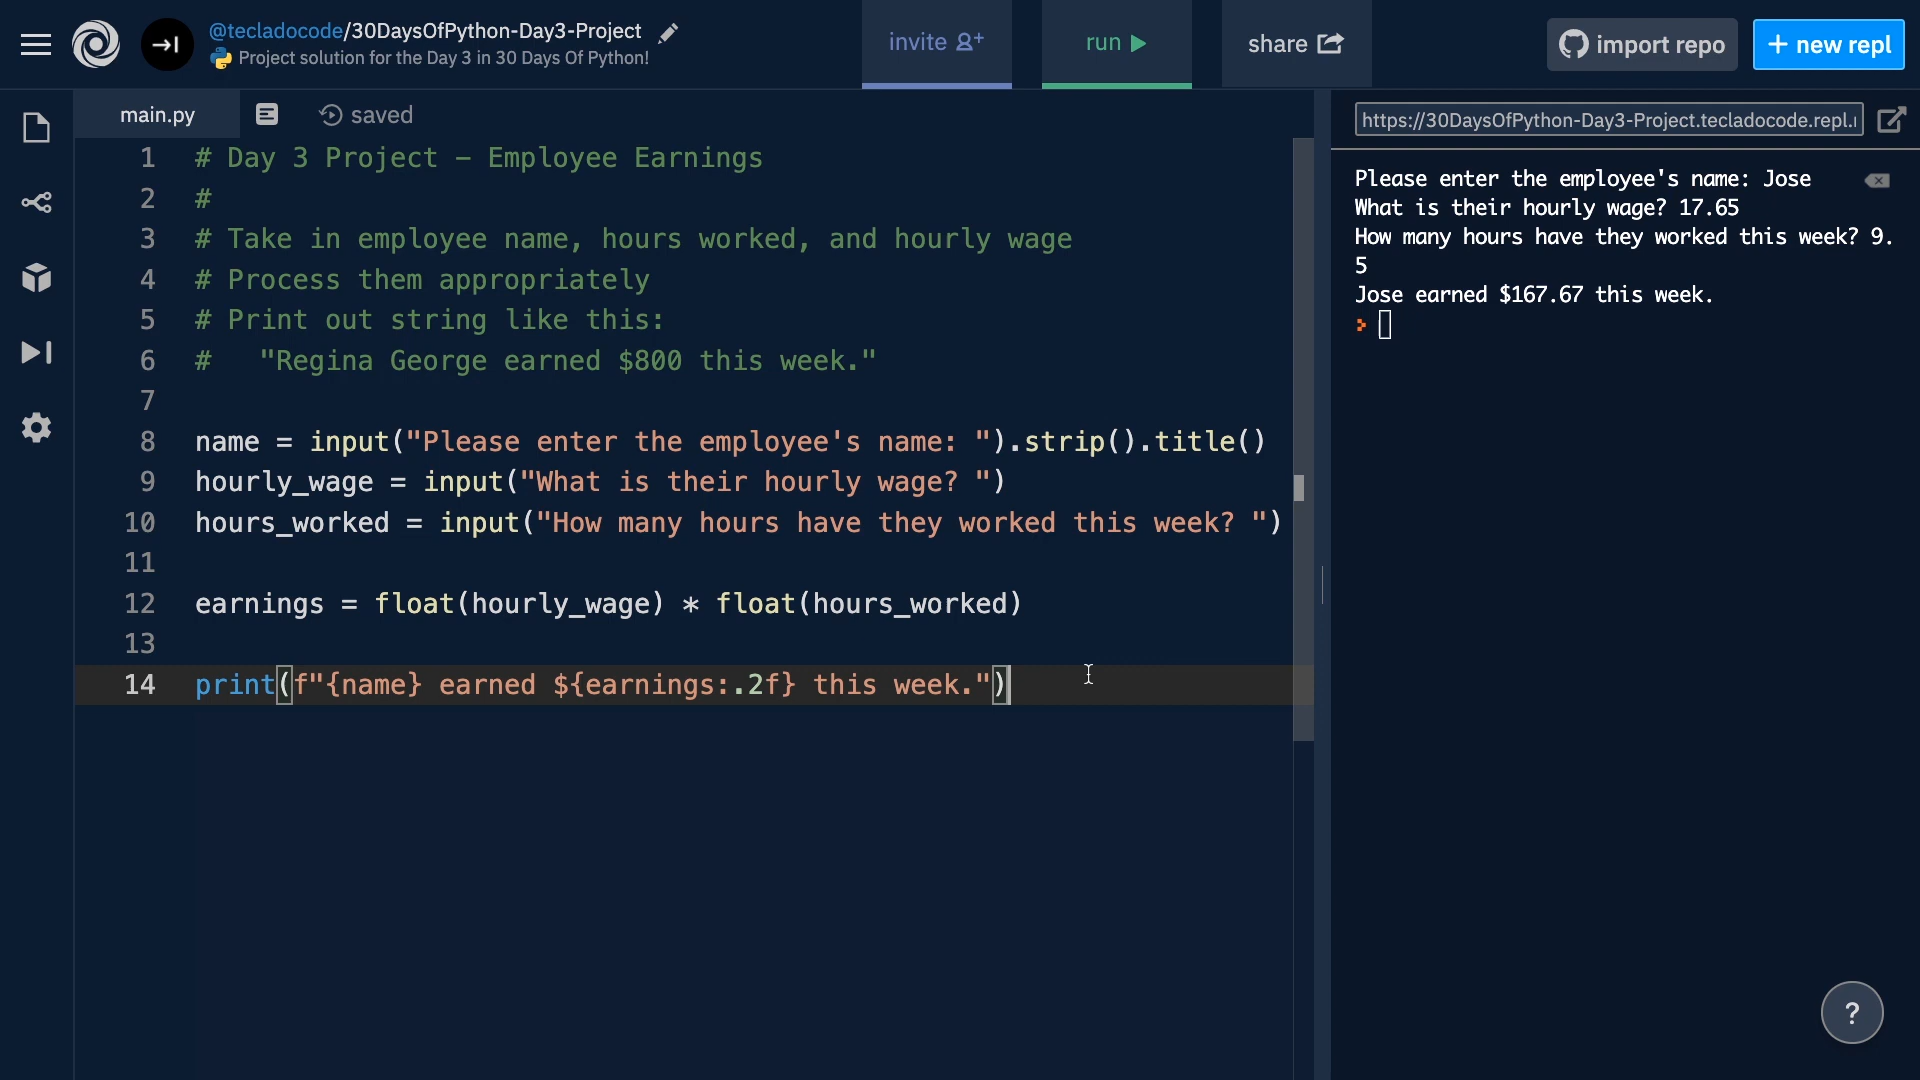 @tecladocode/30DaysOfPython-Day3-Project
Project solution for the Day 3 in 30 Days Of Python!
invite
run
share
import repo
+ new repl
main.py
saved
https://30DaysOfPython-Day3-Project.tecladocode.repl.
1 # Day 3 Project – Employee Earnings
2 #
3 # Take in employee name, hours worked, and hourly wage
4 # Process them appropriately
5 # Print out string like this:
6 #   "Regina George earned $800 this week."
7
8 name = input("Please enter the employee's name: ").strip().title()
9 hourly_wage = input("What is their hourly wage? ")
10 hours_worked = input("How many hours have they worked this week? ")
11
12 earnings = float(hourly_wage) * float(hours_worked)
13
14 print(f"{name} earned ${earnings:.2f} this week.")
Please enter the employee's name: Jose
What is their hourly wage? 17.65
How many hours have they worked this week? 9.
5
Jose earned $167.67 this week.
>
?